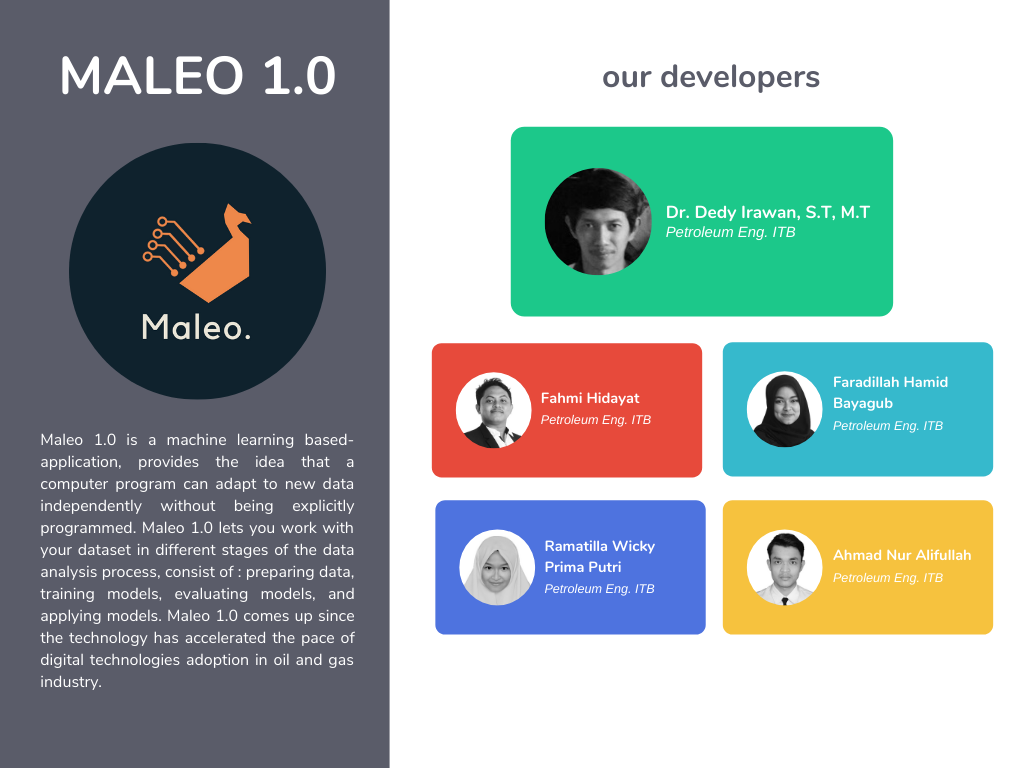 MALEO 1.0
Maleo.
Maleo 1.0 is a machine learning based-
application, provides the idea that a
computer program can adapt to new data
independently without being explicitly
programmed. Maleo 1.0 lets you work with
your dataset in different stages of the data
analysis process, consist of : preparing data,
training models, evaluating models, and
applying models. Maleo 1.0 comes up since
the technology has accelerated the pace of
digital technologies adoption in oil and gas
industry.
our developers
Dr. Dedy Irawan, S.T, M.T
Petroleum Eng. ITB
Fahmi Hidayat
Petroleum Eng. ITB
Faradillah Hamid
Bayagub
Petroleum Eng. ITB
Ramatilla Wicky
Prima Putri
Petroleum Eng. ITB
Ahmad Nur Alifullah
Petroleum Eng. ITB